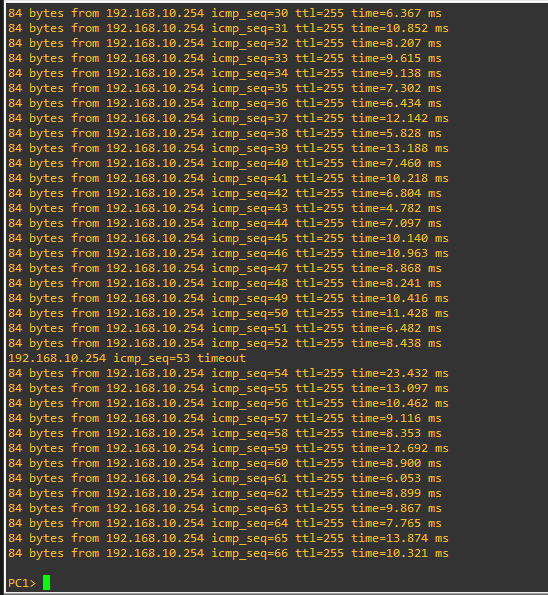 84 bytes from 192.168.10.254 icmp_seq=30 ttl=255 time=6.367 ms
84 bytes from 192.168.10.254 icmp_seq=31 ttl=255 time=10.852 ms
84 bytes from 192.168.10.254 icmp_seq=32 ttl=255 time=8.207 ms
84 bytes from 192.168.10.254 icmp_seq=33 ttl=255 time=9.615 ms
84 bytes from 192.168.10.254 icmp_seq=34 ttl=255 time=9.138 ms
84 bytes from 192.168.10.254 icmp_seq=35 ttl=255 time=7.302 ms
84 bytes from 192.168.10.254 icmp_seq=36 ttl=255 time=6.434 ms
84 bytes from 192.168.10.254 icmp_seq=37 ttl=255 time=12.142 ms
84 bytes from 192.168.10.254 icmp_seq=38 ttl=255 time=5.828 ms
84 bytes from 192.168.10.254 icmp_seq=39 ttl=255 time=13.188 ms
84 bytes from 192.168.10.254 icmp_seq=40 ttl=255 time=7.460 ms
84 bytes from 192.168.10.254 icmp_seq=41 ttl=255 time=10.218 ms
84 bytes from 192.168.10.254 icmp_seq=42 ttl=255 time=6.804 ms
84 bytes from 192.168.10.254 icmp_seq=43 ttl=255 time=4.782 ms
84 bytes from 192.168.10.254 icmp_seq=44 ttl=255 time=7.097 ms
84 bytes from 192.168.10.254 icmp_seq=45 ttl=255 time=10.140 ms
84 bytes from 192.168.10.254 icmp_seq=46 ttl=255 time=10.963 ms
84 bytes from 192.168.10.254 icmp_seq=47 ttl=255 time=8.868 ms
84 bytes from 192.168.10.254 icmp_seq=48 ttl=255 time=8.241 ms
84 bytes from 192.168.10.254 icmp_seq=49 ttl=255 time=10.416 ms
84 bytes from 192.168.10.254 icmp_seq=50 ttl=255 time=11.428 ms
84 bytes from 192.168.10.254 icmp_seq=51 ttl=255 time=6.482 ms
84 bytes from 192.168.10.254 icmp_seq=52 ttl=255 time=8.438 ms
192.168.10.254 icmp_seq=53 timeout
84 bytes from 192.168.10.254 icmp_seq=54 ttl=255 time=23.432 ms
84 bytes from 192.168.10.254 icmp_seq=55 ttl=255 time=13.097 ms
84 bytes from 192.168.10.254 icmp_seq=56 ttl=255 time=10.462 ms
84 bytes from 192.168.10.254 icmp_seq=57 ttl=255 time=9.116 ms
84 bytes from 192.168.10.254 icmp_seq=58 ttl=255 time=8.353 ms
84 bytes from 192.168.10.254 icmp_seq=59 ttl=255 time=12.692 ms
84 bytes from 192.168.10.254 icmp_seq=60 ttl=255 time=8.900 ms
84 bytes from 192.168.10.254 icmp_seq=61 ttl=255 time=6.053 ms
84 bytes from 192.168.10.254 icmp_seq=62 ttl=255 time=8.899 ms
84 bytes from 192.168.10.254 icmp_seq=63 ttl=255 time=9.867 ms
84 bytes from 192.168.10.254 icmp_seq=64 ttl=255 time=7.765 ms
84 bytes from 192.168.10.254 icmp_seq=65 ttl=255 time=13.874 ms
84 bytes from 192.168.10.254 icmp_seq=66 ttl=255 time=10.321 ms
PC1>